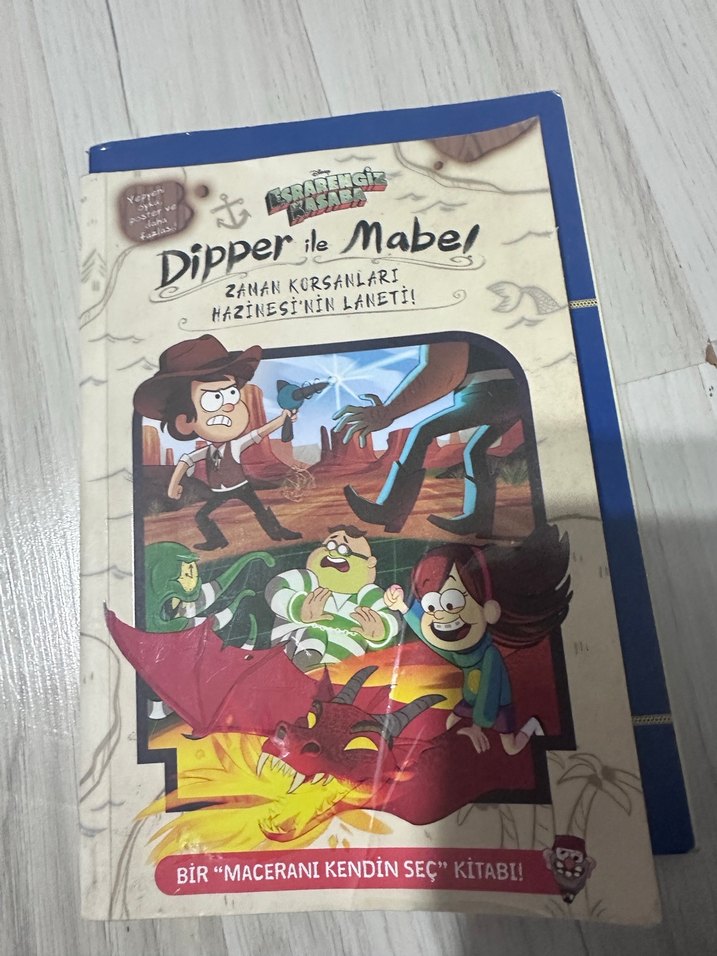 Yepyeni
öykü,
poster ve
daha
fazlası!
Disney
ESRARENGİZ
KASABA
Dipper ile Mabel
ZAMAN KORSANLARI
HAZİNESİ'NİN LANETİ!
BİR "MACERANI KENDİN SEÇ" KİTABI!